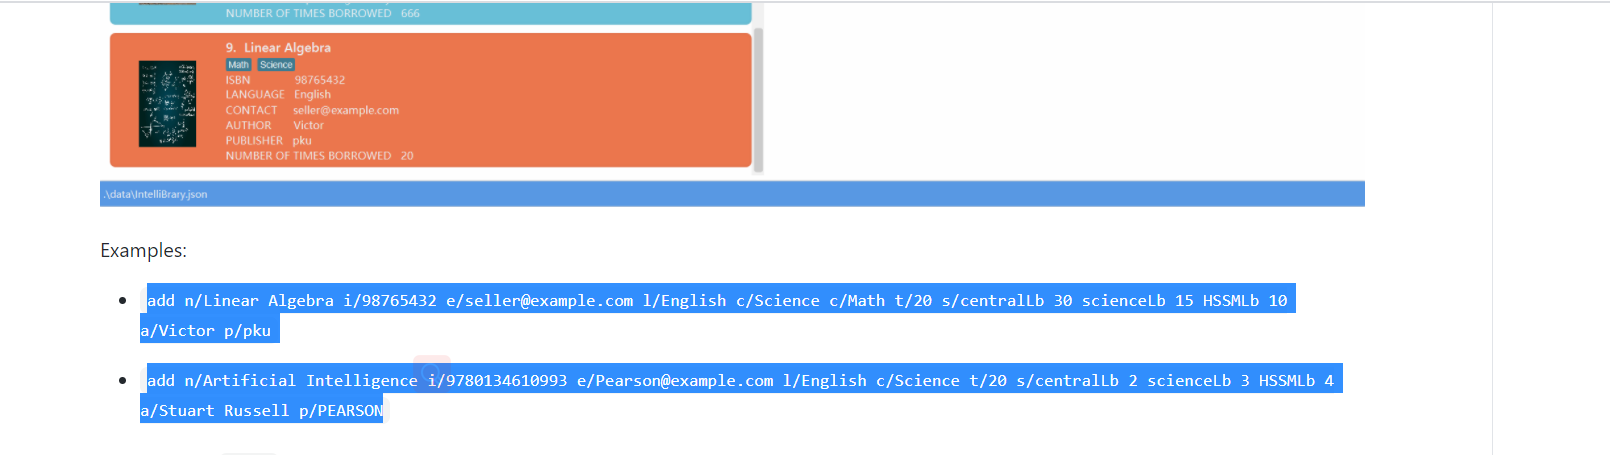 NUMBER OF TIMES BORROWED 666
9. Linear Algebra
Math Science
ISBN 98765432
LANGUAGE English
CONTACT seller@example.com
AUTHOR Victor
PUBLISHER pku
NUMBER OF TIMES BORROWED 20
.\data\IntelliBrary.json
Examples:
add n/Linear Algebra i/98765432 e/seller@example.com l/English c/Science c/Math t/20 s/centralLb 30 scienceLb 15 HSSMLb 10
a/Victor p/pku
add n/Artificial Intelligence i/9780134610993 e/Pearson@example.com l/English c/Science t/20 s/centralLb 2 scienceLb 3 HSSMLb 4
a/Stuart Russell p/PEARSON